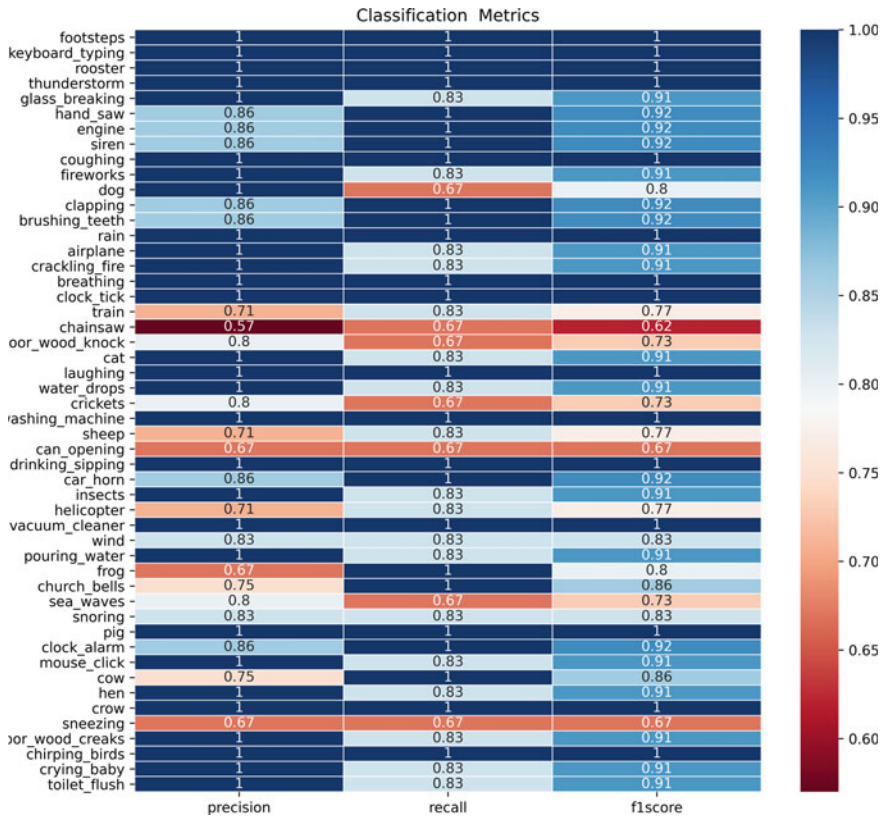 Classification Metrics
footsteps 1 1 1
keyboard_typing 1 1 1
rooster 1 1 1
thunderstorm 1 1 1
glass_breaking 1 0.83 0.91
hand_saw 0.86 1 0.92
engine 0.86 1 0.92
siren 0.86 1 0.92
coughing 1 1 1
fireworks 1 0.83 0.91
dog 1 0.67 0.8
clapping 0.86 1 0.92
brushing_teeth 0.86 1 0.92
rain 1 1 1
airplane 1 0.83 0.91
crackling_fire 1 0.83 0.91
breathing 1 1 1
clock_tick 1 1 1
train 0.71 0.83 0.77
chainsaw 0.57 0.67 0.62
oor_wood_knock 0.8 0.67 0.73
cat 1 0.83 0.91
laughing 1 1 1
water_drops 1 0.83 0.91
crickets 0.8 0.67 0.73
vashing_machine 1 1 1
sheep 0.71 0.83 0.77
can_opening 0.67 0.67 0.67
drinking_sipping 1 1 1
car_horn 0.86 1 0.92
insects 1 0.83 0.91
helicopter 0.71 0.83 0.77
vacuum_cleaner 1 1 1
wind 0.83 0.83 0.83
pouring_water 1 0.83 0.91
frog 0.67 1 0.8
church_bells 0.75 1 0.86
sea_waves 0.8 0.67 0.73
snoring 0.83 0.83 0.83
pig 1 1 1
clock_alarm 0.86 1 0.92
mouse_click 1 0.83 0.91
cow 0.75 1 0.86
hen 1 0.83 0.91
crow 1 1 1
sneezing 0.67 0.67 0.67
oor_wood_creaks 1 0.83 0.91
chirping_birds 1 1 1
crying_baby 1 0.83 0.91
toilet_flush 1 0.83 0.91
precision recall f1score
1.00
0.95
0.90
0.85
0.80
0.75
0.70
0.65
0.60